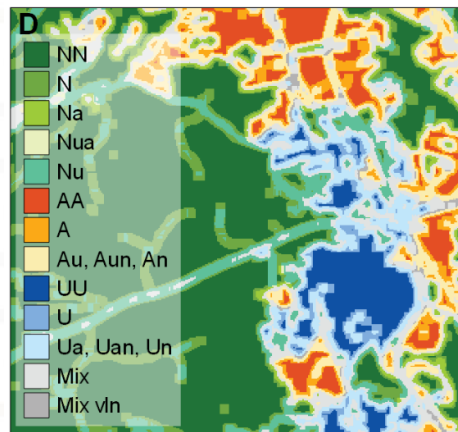 D
NN
N
Na
Nua
Nu
AA
A
Au, Aun, An
UU
U
Ua, Uan, Un
Mix
Mix vln